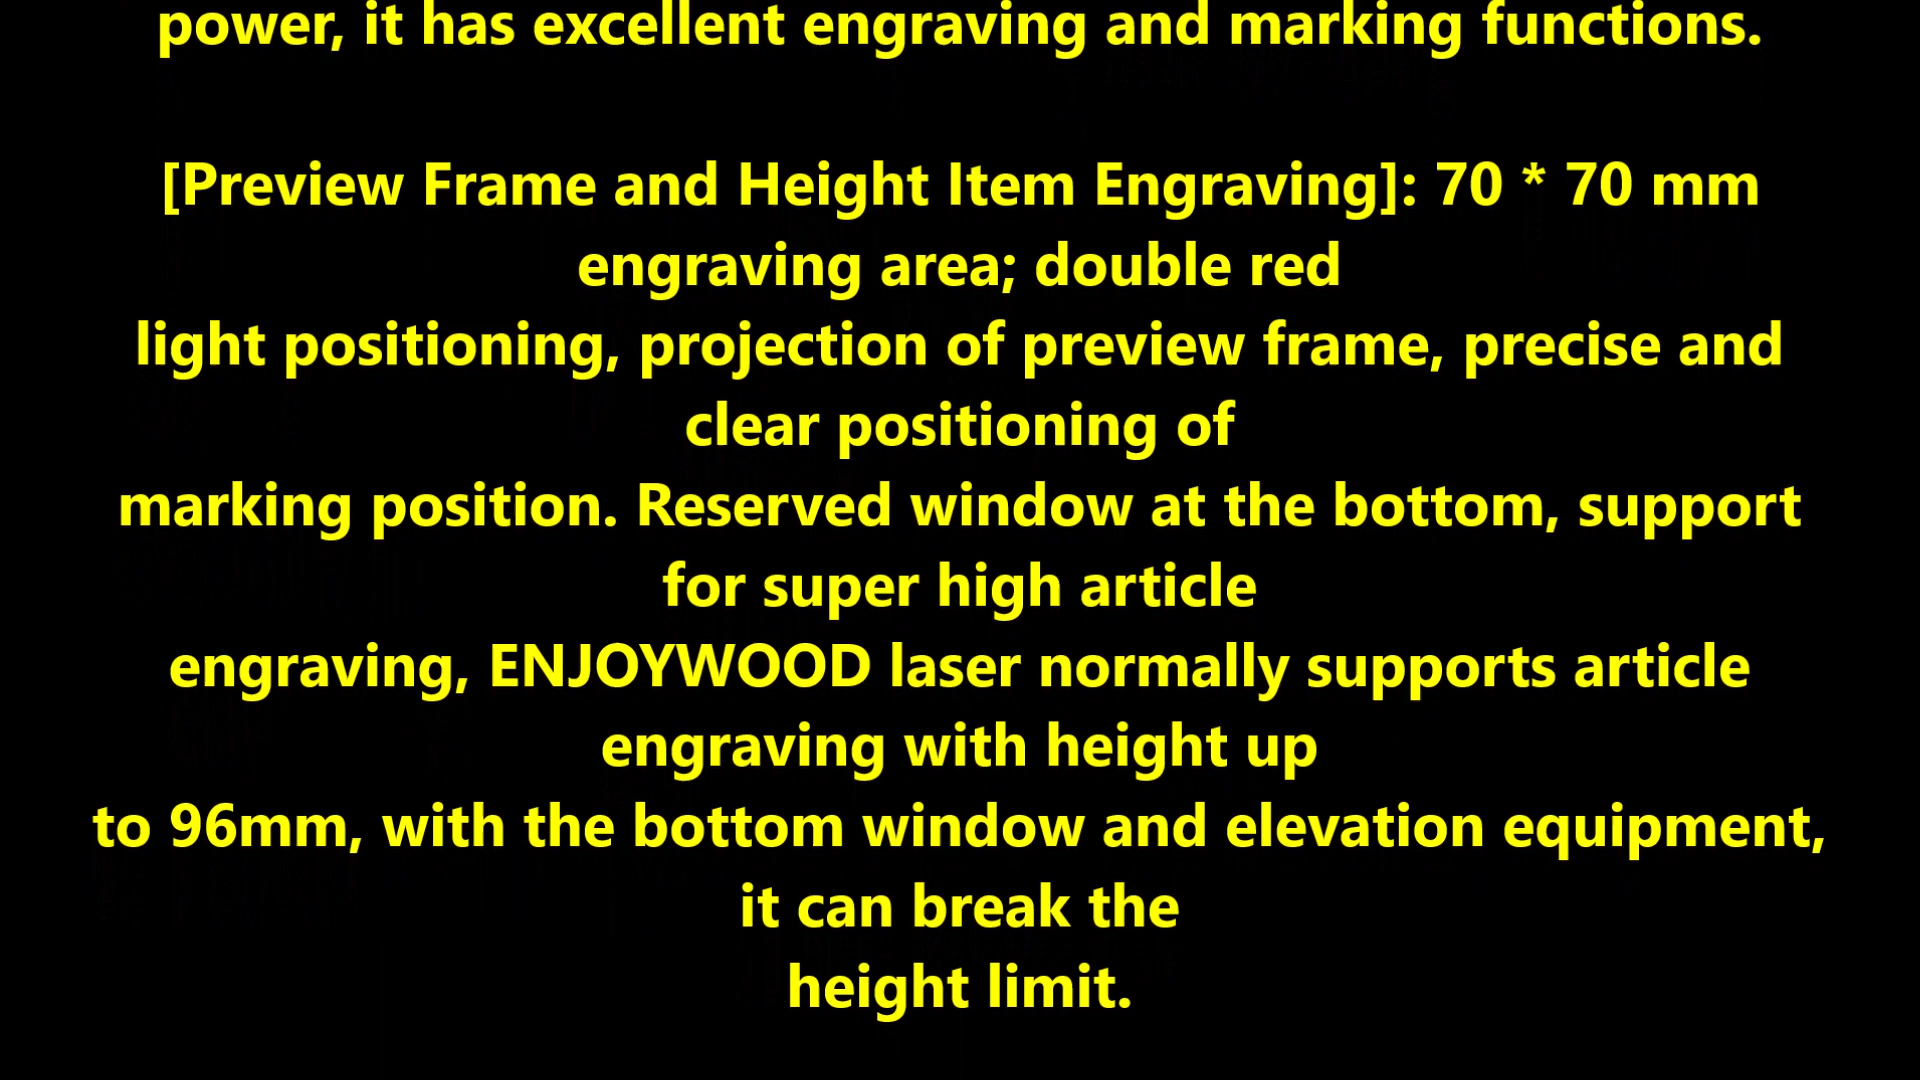 power, it has excellent engraving and marking functions.
[Preview Frame and Height Item Engraving]: 70 * 70 mm
engraving area; double red
light positioning, projection of preview frame, precise and
clear positioning of
marking position. Reserved window at the bottom, support
for super high article
engraving, ENJOYWOOD laser normally supports article
engraving with height up
to 96mm, with the bottom window and elevation equipment,
it can break the
height limit.